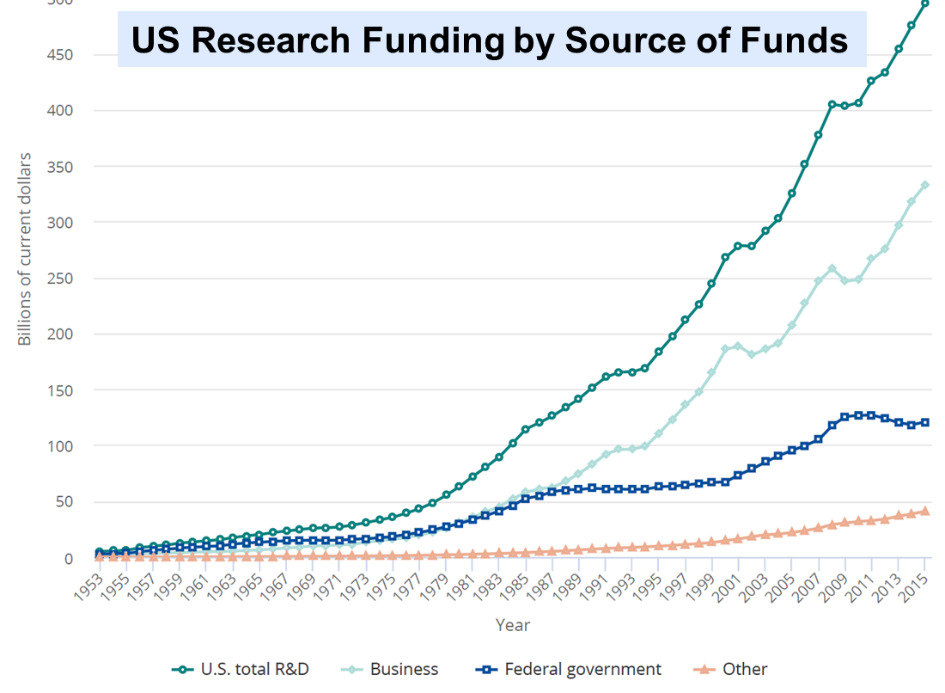 500
US Research Funding by Source of Funds
450
400
350
300
250
200
150
100
50
0
Billions of current dollars
1953 1955 1957 1959 1961 1963 1965 1967 1969 1971 1973 1975 1977 1979 1981 1983 1985 1987 1989 1991 1993 1995 1997 1999 2001 2003 2005 2007 2009 2011 2013 2015
Year
U.S. total R&D Business Federal government Other